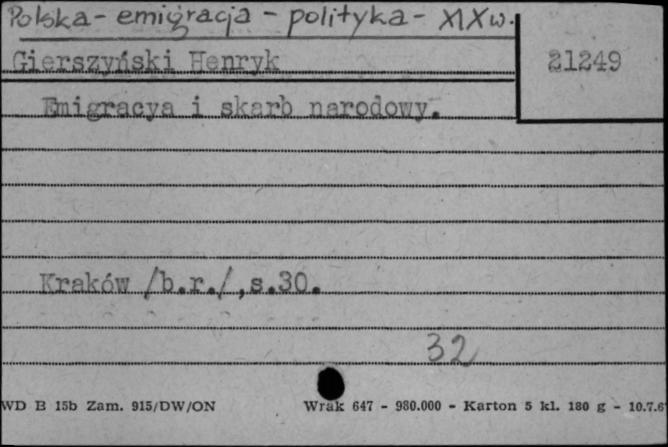 Polska - emigracja - polityka - XIXw.
Gierszyński Henryk
21249
Emigracya i skarb narodowy.
Kraków /b.r./,s.30.
32
WD B 15b Zam. 915/DW/ON Wrak 647 - 980.000 - Karton 5 kl. 180 g - 10.7.6